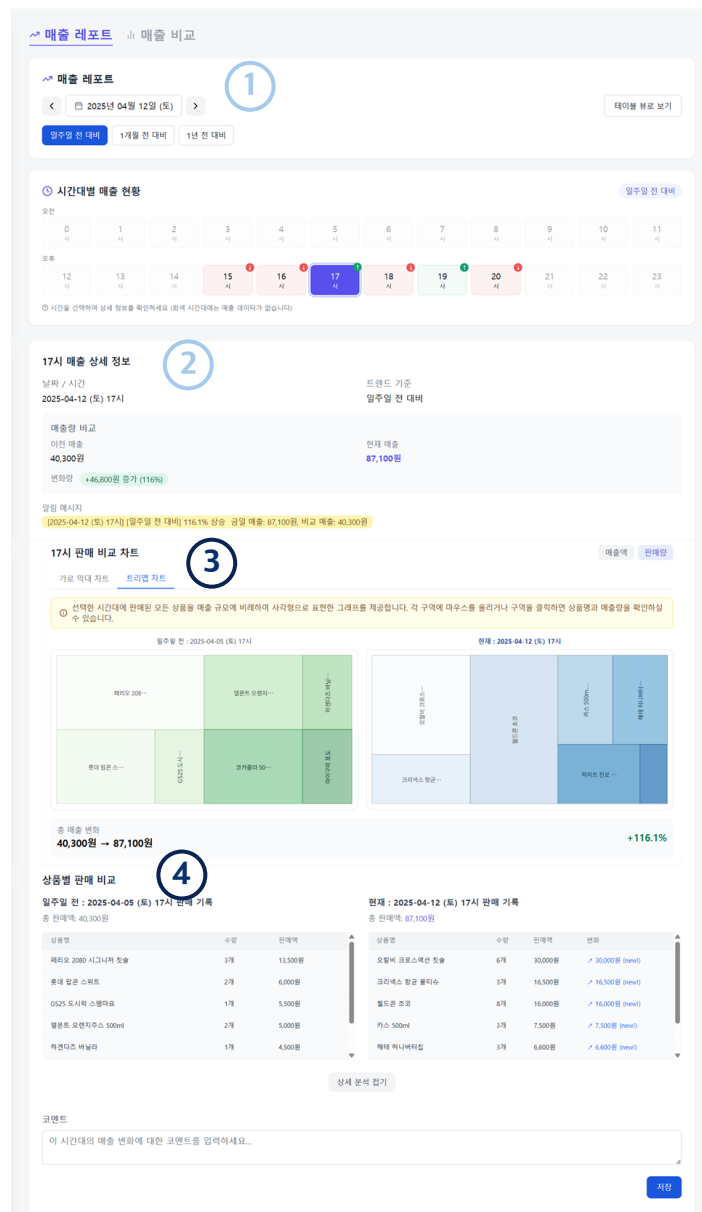 매출 레포트 매출 비교
매출 레포트
1
2025년 04월 12일 (토)
테이블 뷰로 보기
일주일 전 대비 1개월 전 대비 1년 전 대비
시간대별 매출 현황
일주일 전 대비
오전
0 1 2 3 4 5 6 7 8 9 10 11
시 시 시 시 시 시 시 시 시 시 시 시
오후
12 13 14 15 16 17 18 19 20 21 22 23
시 시 시 시 시 시 시 시 시 시 시 시
시간을 선택하여 상세 정보를 확인하세요 (회색 시간대에는 매출 데이터가 없습니다)
17시 매출 상세 정보
2
날짜 / 시간 트렌드 기준
2025-04-12 (토) 17시 일주일 전 대비
매출량 비교
이전 매출 현재 매출
40,300원 87,100원
변화량 +46,800원 증가 (116%)
알림 메시지
[2025-04-12 (토) 17시] [일주일 전 대비] 116.1% 상승 금일 매출: 87,100원, 비교 매출: 40,300원
17시 판매 비교 차트
3
매출액 판매량
가로 막대 차트 트리맵 차트
선택한 시간대에 판매된 모든 상품을 매출 규모에 비례하여 사각형으로 표현한 그래프를 제공합니다. 각 구역에 마우스를 올리거나 구역을 클릭하면 상품명과 매출량을 확인하실
수 있습니다.
일주일 전 : 2025-04-05 (토) 17시 현재 : 2025-04-12 (토) 17시
페리오 208…
델몬트 오렌지…
하겐다즈 바닐…
롯데 팝콘 스…
GS25 도시…
코카콜라 50…
오랄비 크로스…
크리넥스 항균…
월드콘 초코
카스 500m…
해태 허니버터…
하이트 진로 …
총 매출 변화
40,300원 → 87,100원
+116.1%
4
상품별 판매 비교
일주일 전 : 2025-04-05 (토) 17시 판매 기록 현재 : 2025-04-12 (토) 17시 판매 기록
총 판매액: 40,300원 총 판매액: 87,100원
상품명 수량 판매액 상품명 수량 판매액 변화
페리오 2080 시그니처 칫솔 3개 13,500원 오랄비 크로스액션 칫솔 6개 30,000원 ↗ 30,000원 (new!)
롯데 팝콘 스위트 2개 6,000원 크리넥스 항균 물티슈 3개 16,500원 ↗ 16,500원 (new!)
GS25 도시락 스팸마요 1개 5,500원 월드콘 초코 8개 16,000원 ↗ 16,000원 (new!)
델몬트 오렌지주스 500ml 2개 5,000원 카스 500ml 3개 7,500원 ↗ 7,500원 (new!)
하겐다즈 바닐라 1개 4,500원 해태 허니버터칩 3개 6,600원 ↗ 6,600원 (new!)
상세 분석 접기
코멘트
이 시간대의 매출 변화에 대한 코멘트를 입력하세요...
저장